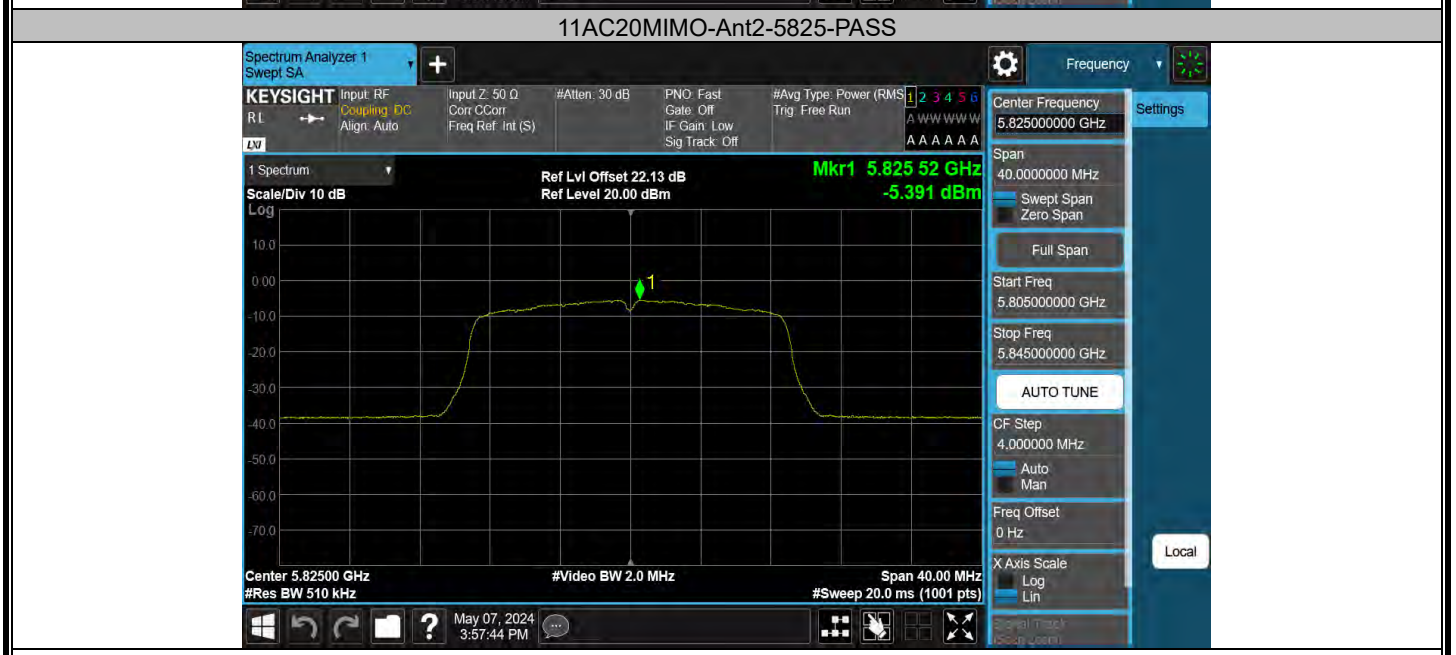 11AC20MIMO-Ant2-5825-PASS
Spectrum Analyzer 1
Swept SA
Frequency
KEYSIGHT
RL
LXI
Input: RF
Coupling: DC
Align: Auto
Input Z: 50 Ω
Corr CCorr
Freq Ref: Int (S)
#Atten: 30 dB
PNO: Fast
Gate: Off
IF Gain: Low
Sig Track: Off
#Avg Type: Power (RMS
Trig: Free Run
1 2 3 4 5 6
A W W W W W
A A A A A A
Center Frequency
5.825000000 GHz
Settings
1 Spectrum
Scale/Div 10 dB
Log
Ref Lvl Offset 22.13 dB
Ref Level 20.00 dBm
Mkr1 5.825 52 GHz
-5.391 dBm
Span
40.0000000 MHz
Swept Span
Zero Span
Full Span
Start Freq
5.805000000 GHz
Stop Freq
5.845000000 GHz
AUTO TUNE
CF Step
4.000000 MHz
Auto
Man
Freq Offset
0 Hz
X Axis Scale
Log
Lin
Local
10.0
0.00
-10.0
-20.0
-30.0
-40.0
-50.0
-60.0
-70.0
1
Center 5.82500 GHz
#Res BW 510 kHz
#Video BW 2.0 MHz
Span 40.00 MHz
#Sweep 20.0 ms (1001 pts)
?
May 07, 2024
3:57:44 PM
Signal Track